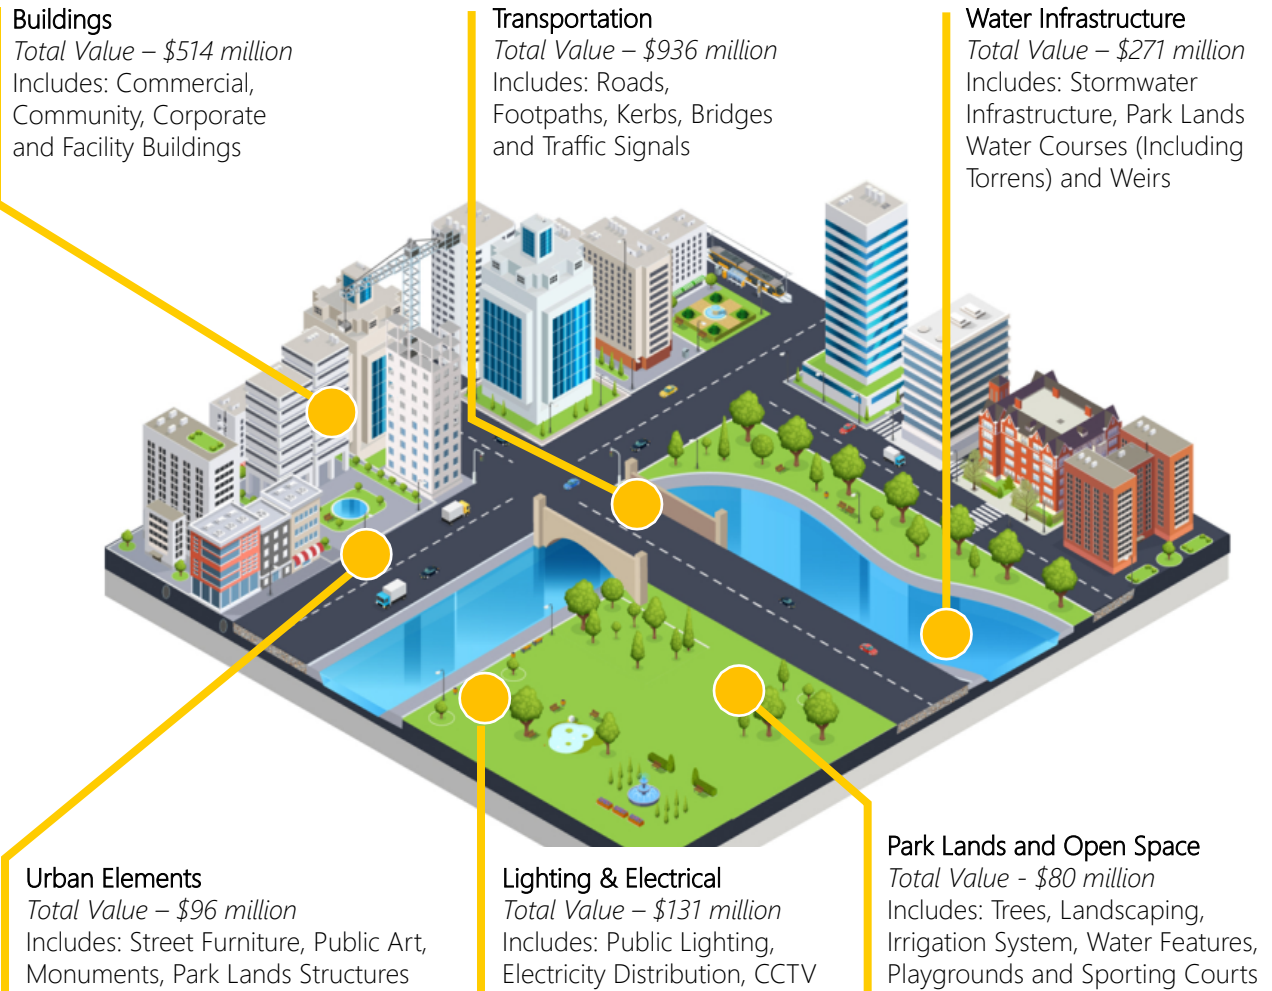 Buildings
Total Value – $514 million
Includes: Commercial,
Community, Corporate
and Facility Buildings
Transportation
Total Value – $936 million
Includes: Roads,
Footpaths, Kerbs, Bridges
and Traffic Signals
Water Infrastructure
Total Value – $271 million
Includes: Stormwater
Infrastructure, Park Lands
Water Courses (Including
Torrens) and Weirs
Urban Elements
Total Value – $96 million
Includes: Street Furniture, Public Art,
Monuments, Park Lands Structures
Lighting & Electrical
Total Value – $131 million
Includes: Public Lighting,
Electricity Distribution, CCTV
Park Lands and Open Space
Total Value - $80 million
Includes: Trees, Landscaping,
Irrigation System, Water Features,
Playgrounds and Sporting Courts